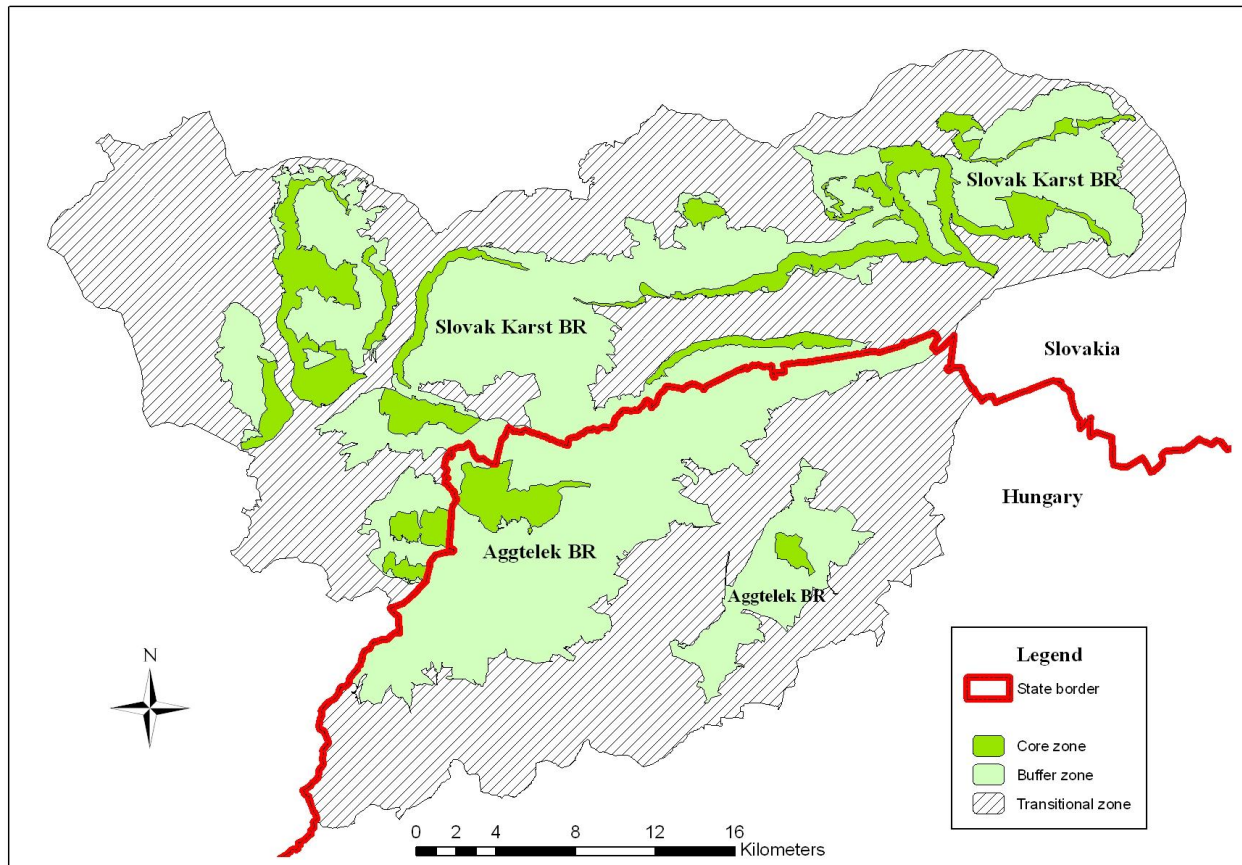 Slovak Karst BR
Slovak Karst BR
Slovakia
Hungary
Aggtelek BR
Aggtelek BR
N
Legend
State border
Core zone
Buffer zone
Transitional zone
0 2 4 8 12 16
Kilometers